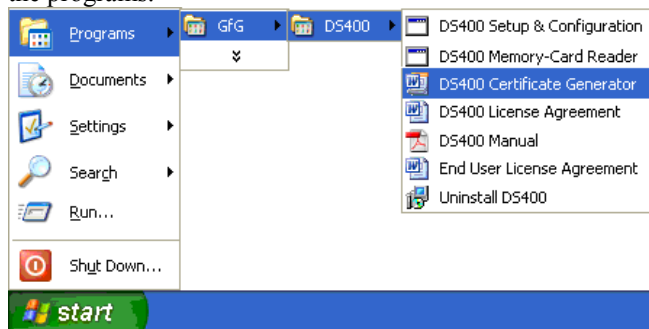 the programs.
Programs
GfG
DS400
DS400 Setup & Configuration
DS400 Memory-Card Reader
Documents
DS400 Certificate Generator
DS400 License Agreement
Settings
DS400 Manual
Search
End User License Agreement
Run...
Uninstall DS400
Shut Down...
start